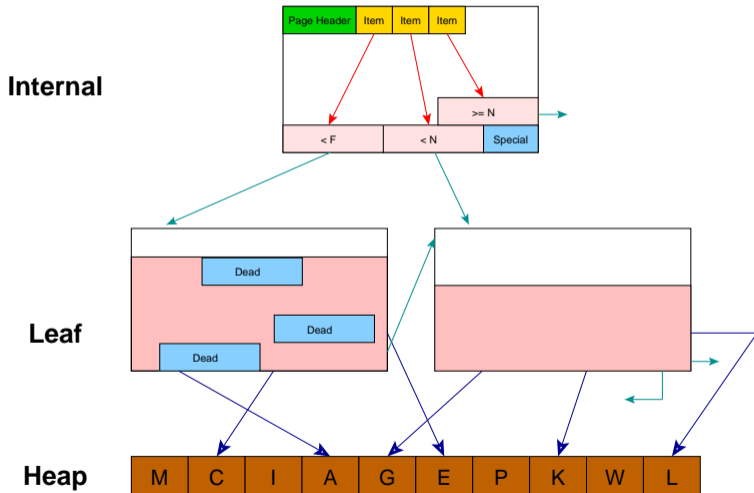 Page Header Item Item Item
Internal
>= N
< F < N Special
Dead
Dead
Leaf
Dead
Heap M C I A G E P K W L